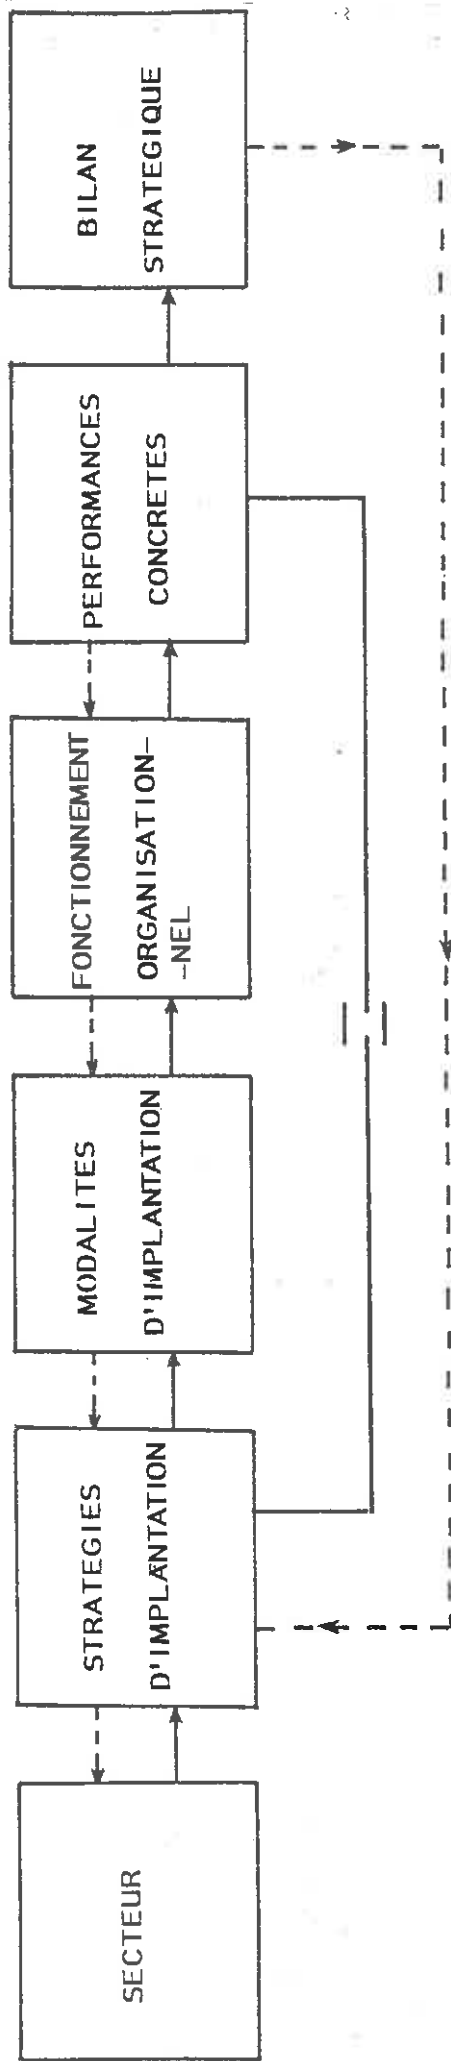 SECTEUR
STRATEGIES
D'IMPLANTATION
MODALITES
D'IMPLANTATION
FONCTIONNEMENT
ORGANISATION-
-NEL
PERFORMANCES
CONCRETES
BILAN
STRATEGIQUE